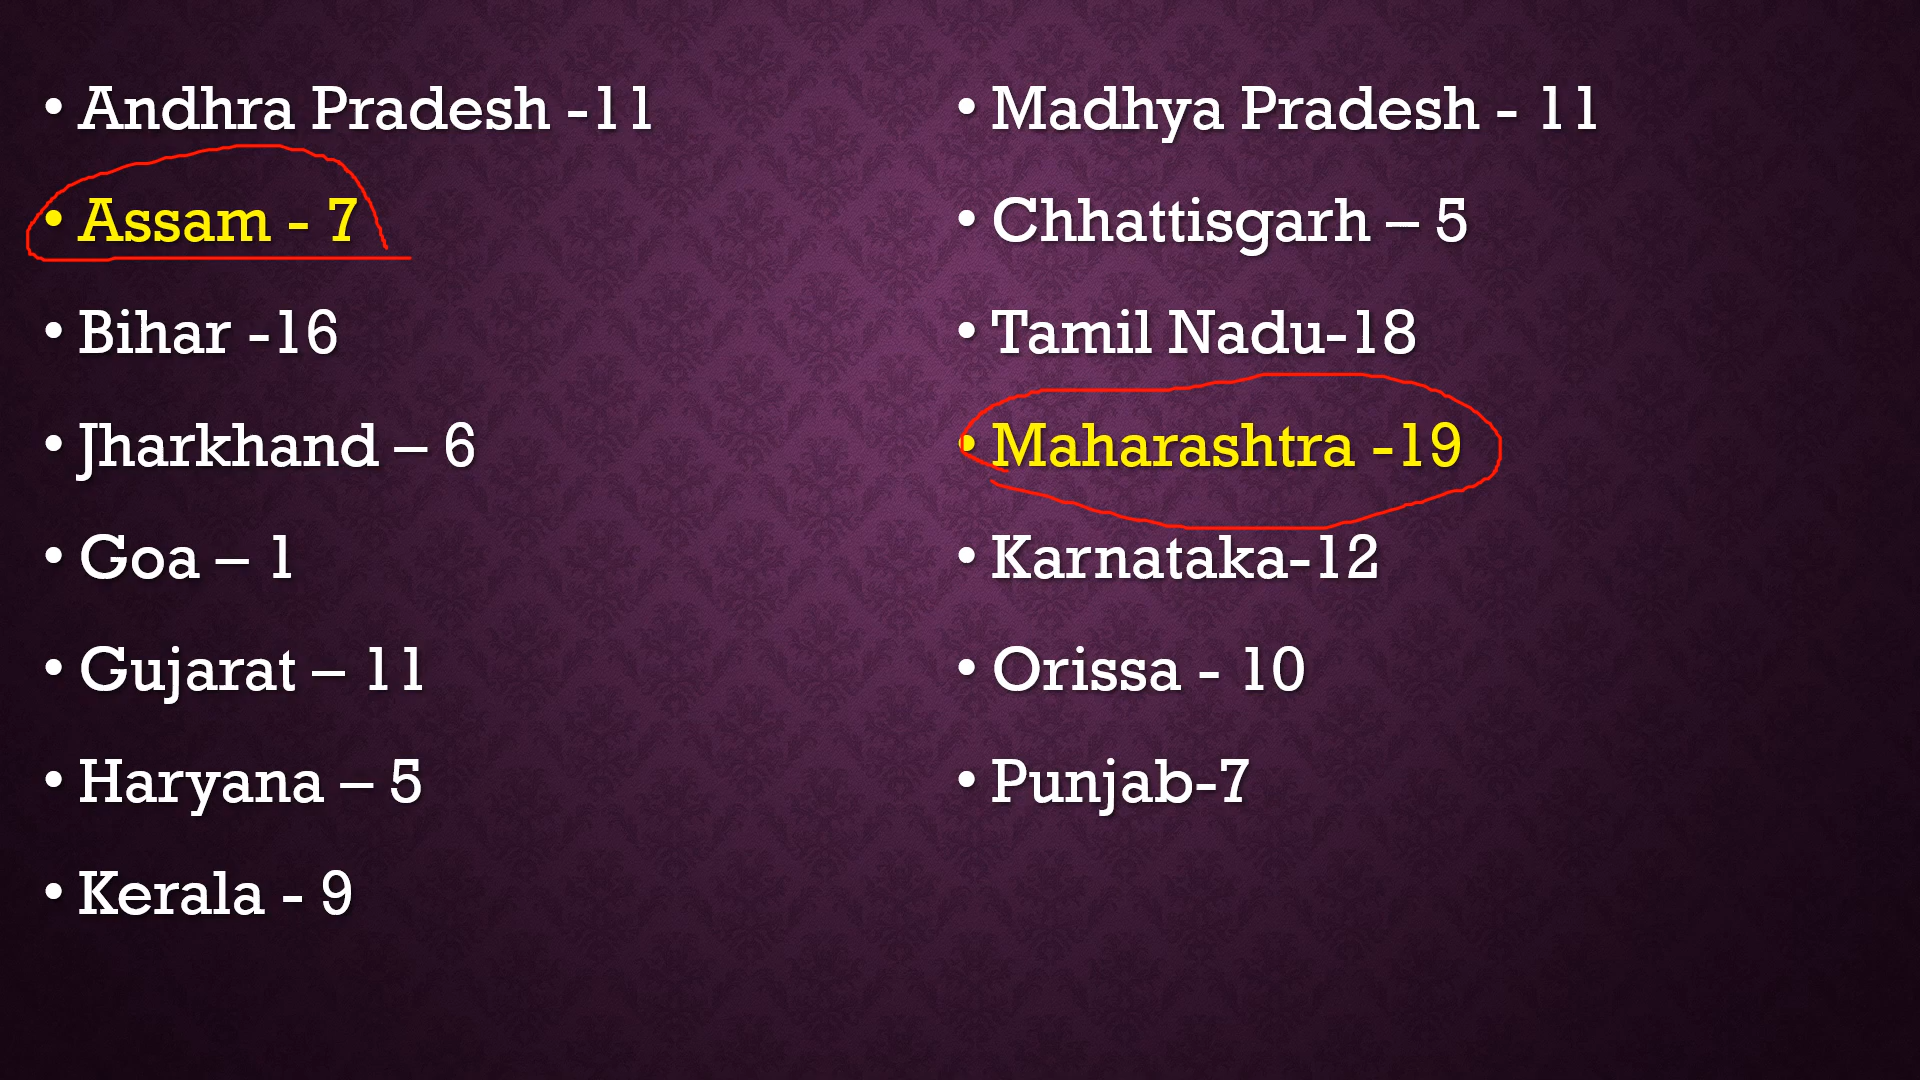 • Andhra Pradesh -11
• Assam - 7
• Bihar -16
• Jharkhand – 6
• Goa – 1
• Gujarat – 11
• Haryana – 5
• Kerala - 9
• Madhya Pradesh - 11
• Chhattisgarh – 5
• Tamil Nadu-18
• Maharashtra -19
• Karnataka-12
• Orissa - 10
• Punjab-7